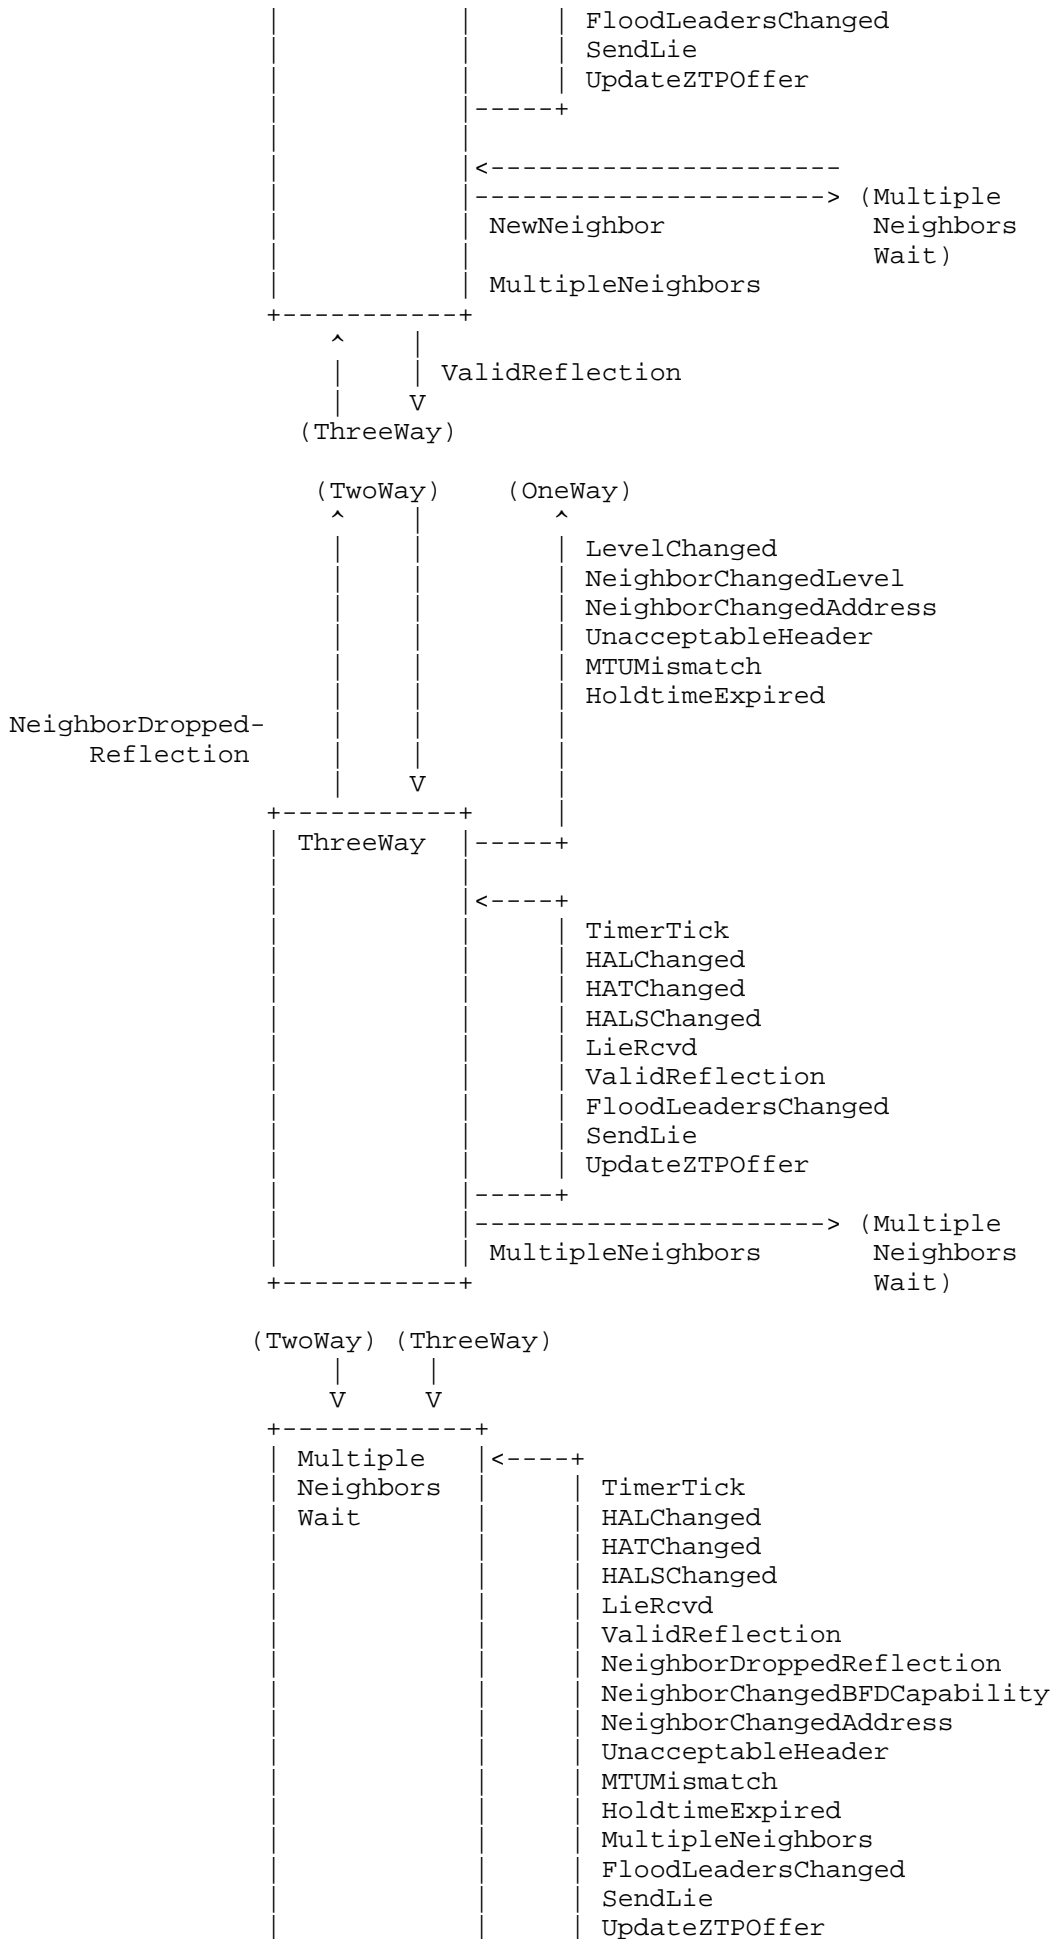 FloodLeadersChanged
SendLie
UpdateZTPOffer
(Multiple
NewNeighbor Neighbors
Wait)
MultipleNeighbors
ValidReflection
(ThreeWay)
(TwoWay) (OneWay)
LevelChanged
NeighborChangedLevel
NeighborChangedAddress
UnacceptableHeader
MTUMismatch
HoldtimeExpired
NeighborDropped-
Reflection
ThreeWay
TimerTick
HALChanged
HATChanged
HALSChanged
LieRcvd
ValidReflection
FloodLeadersChanged
SendLie
UpdateZTPOffer
(Multiple
MultipleNeighbors Neighbors
Wait)
(TwoWay) (ThreeWay)
Multiple
Neighbors TimerTick
Wait HALChanged
HATChanged
HALSChanged
LieRcvd
ValidReflection
NeighborDroppedReflection
NeighborChangedBFDCapability
NeighborChangedAddress
UnacceptableHeader
MTUMismatch
HoldtimeExpired
MultipleNeighbors
FloodLeadersChanged
SendLie
UpdateZTPOffer